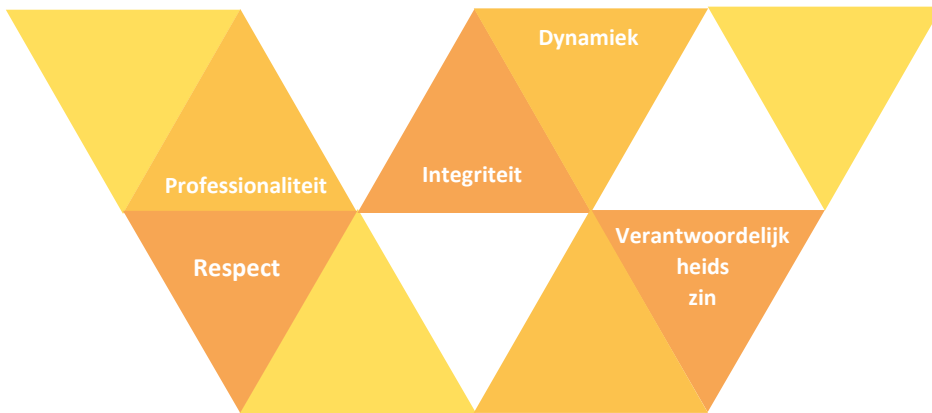 Dynamiek
Professionaliteit
Integriteit
Respect
Verantwoordelijk
heids
zin